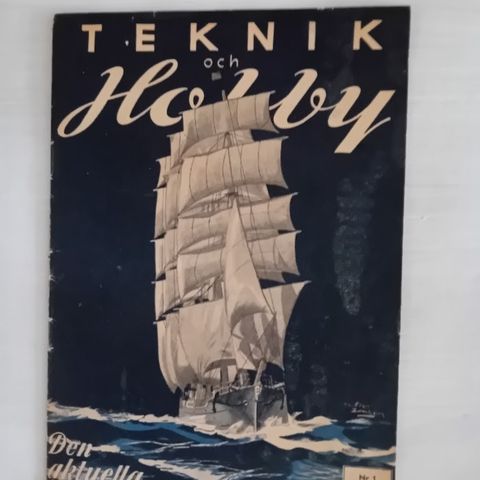 TEKNIK
och
Hobby
Den
aktuella
Nr 1